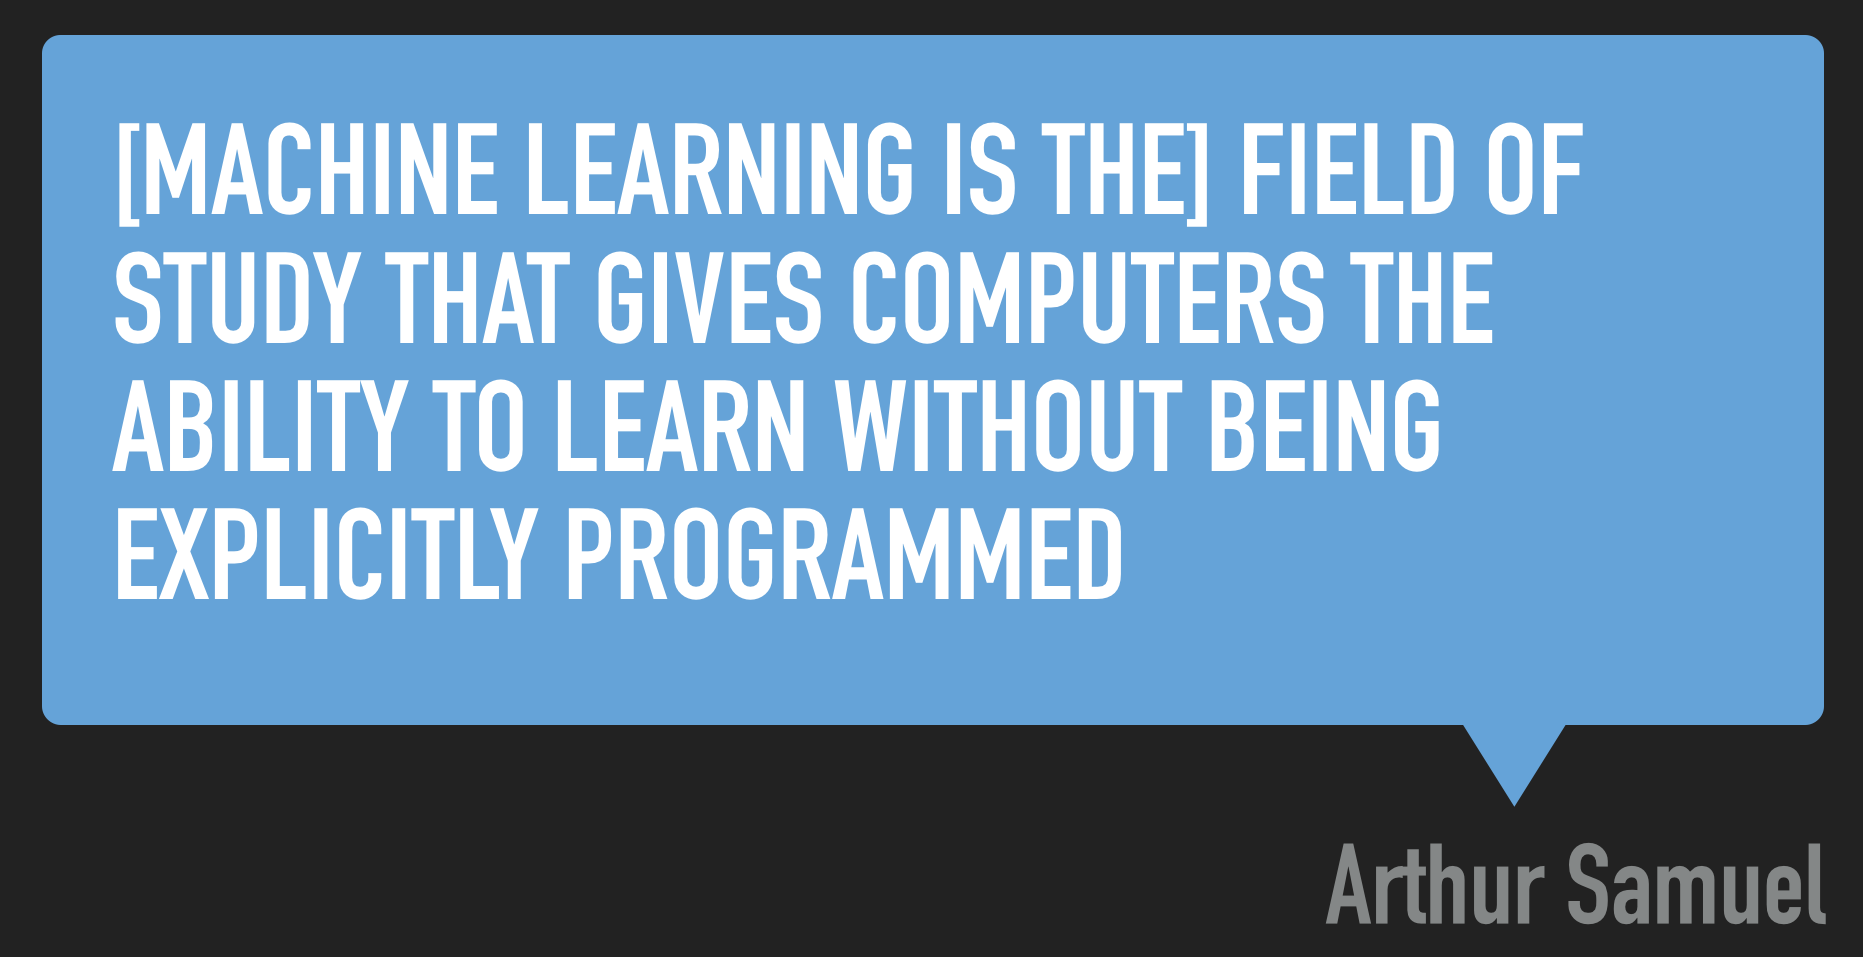 [MACHINE LEARNING IS THE] FIELD OF
STUDY THAT GIVES COMPUTERS THE
ABILITY TO LEARN WITHOUT BEING
EXPLICITLY PROGRAMMED
Arthur Samuel